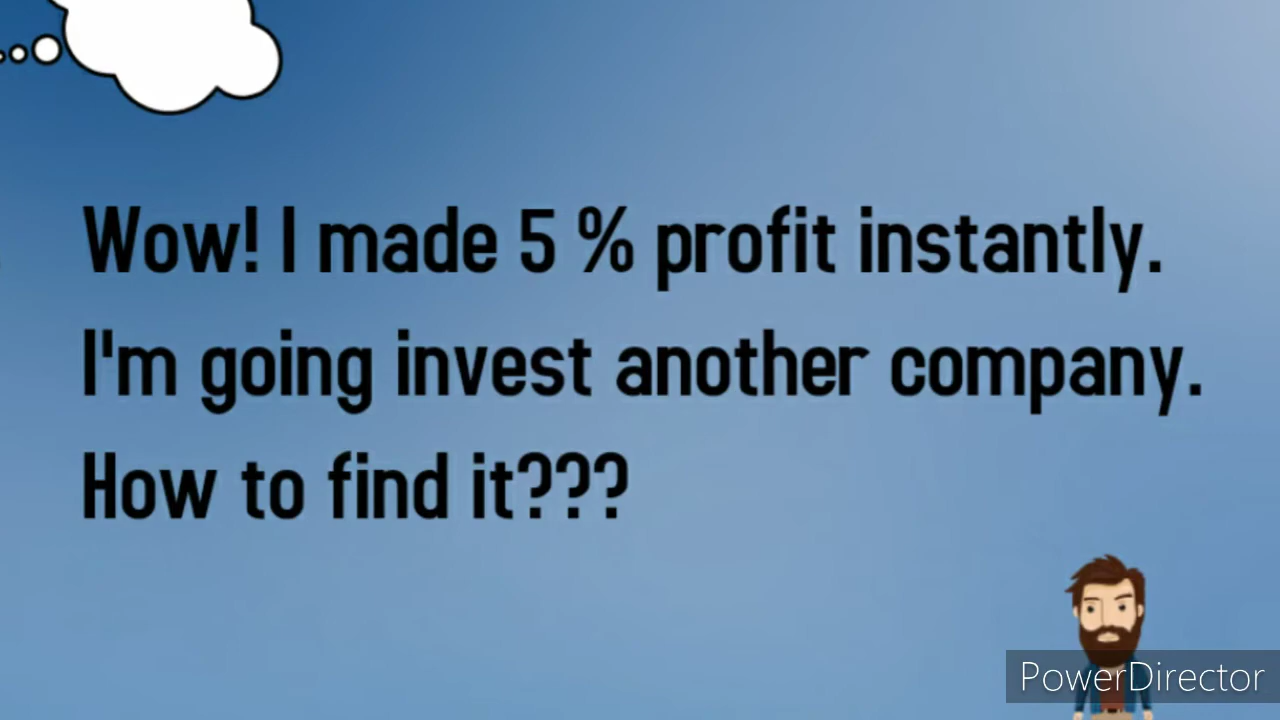 Wow! I made 5 % profit instantly.
I'm going invest another company.
How to find it???
PowerDirector